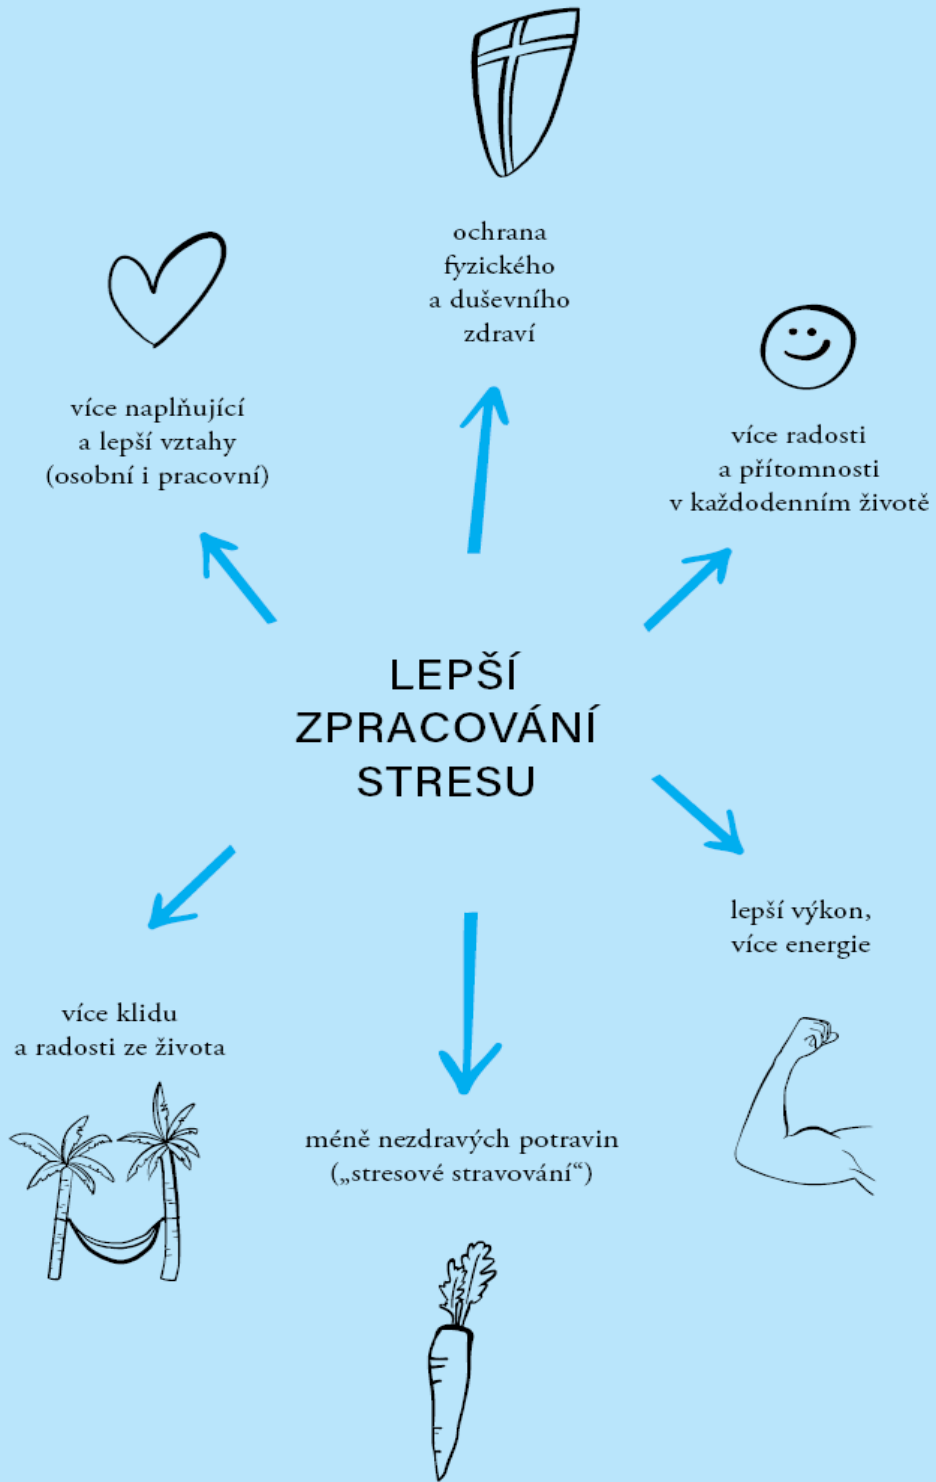 ochrana
fyzického
a duševního
zdraví
více naplňující
a lepší vztahy
(osobní i pracovní)
více radosti
a přítomnosti
v každodenním životě
LEPŠÍ
ZPRACOVÁNÍ
STRESU
lepší výkon,
více energie
více klidu
a radosti ze života
méně nezdravých potravin
(„stresové stravování“)